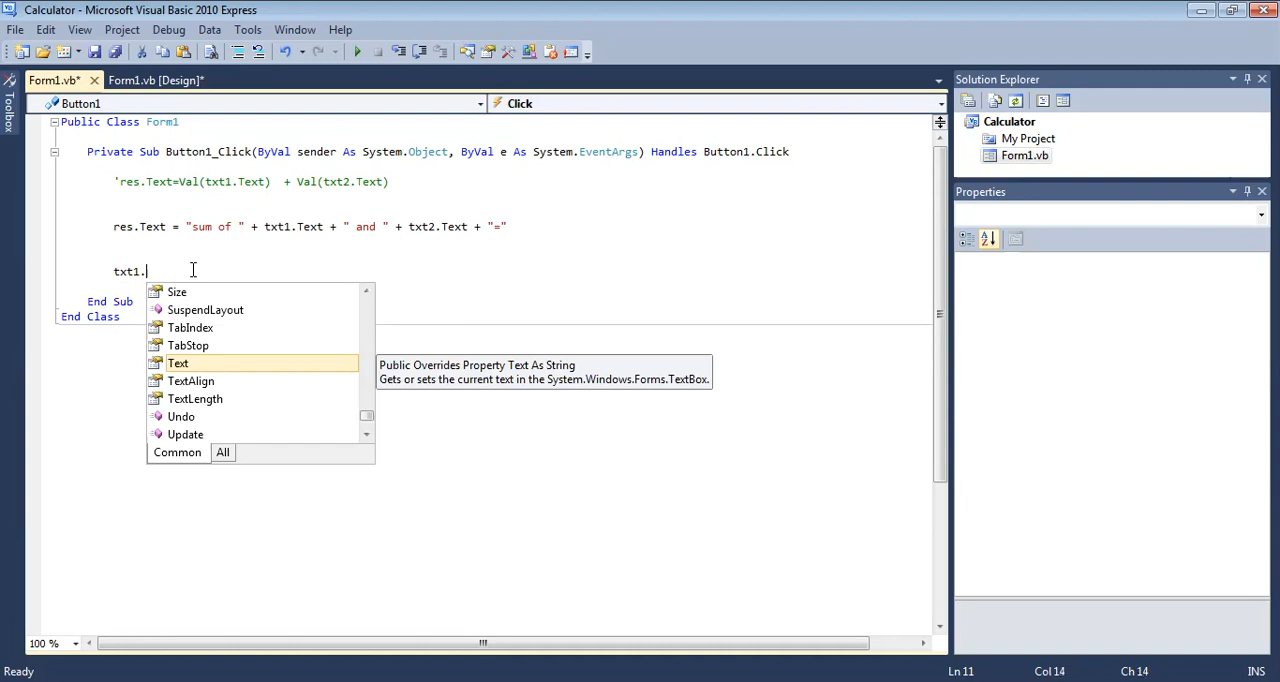 Calculator - Microsoft Visual Basic 2010 Express
File Edit View Project Debug Data Tools Window Help
Form1.vb* Form1.vb [Design]*
Solution Explorer
Button1
Click
Toolbox
Public Class Form1
Calculator
My Project
Private Sub Button1_Click(ByVal sender As System.Object, ByVal e As System.EventArgs) Handles Button1.Click
Form1.vb
'res.Text=Val(txt1.Text)  + Val(txt2.Text)
Properties
res.Text = "sum of " + txt1.Text + " and " + txt2.Text + "="
txt1.
Size
End Sub
SuspendLayout
End Class
TabIndex
TabStop
Text
Public Overrides Property Text As String
Gets or sets the current text in the System.Windows.Forms.TextBox.
TextAlign
TextLength
Undo
Update
Common All
100 %
Ready
Ln 11 Col 14 Ch 14 INS